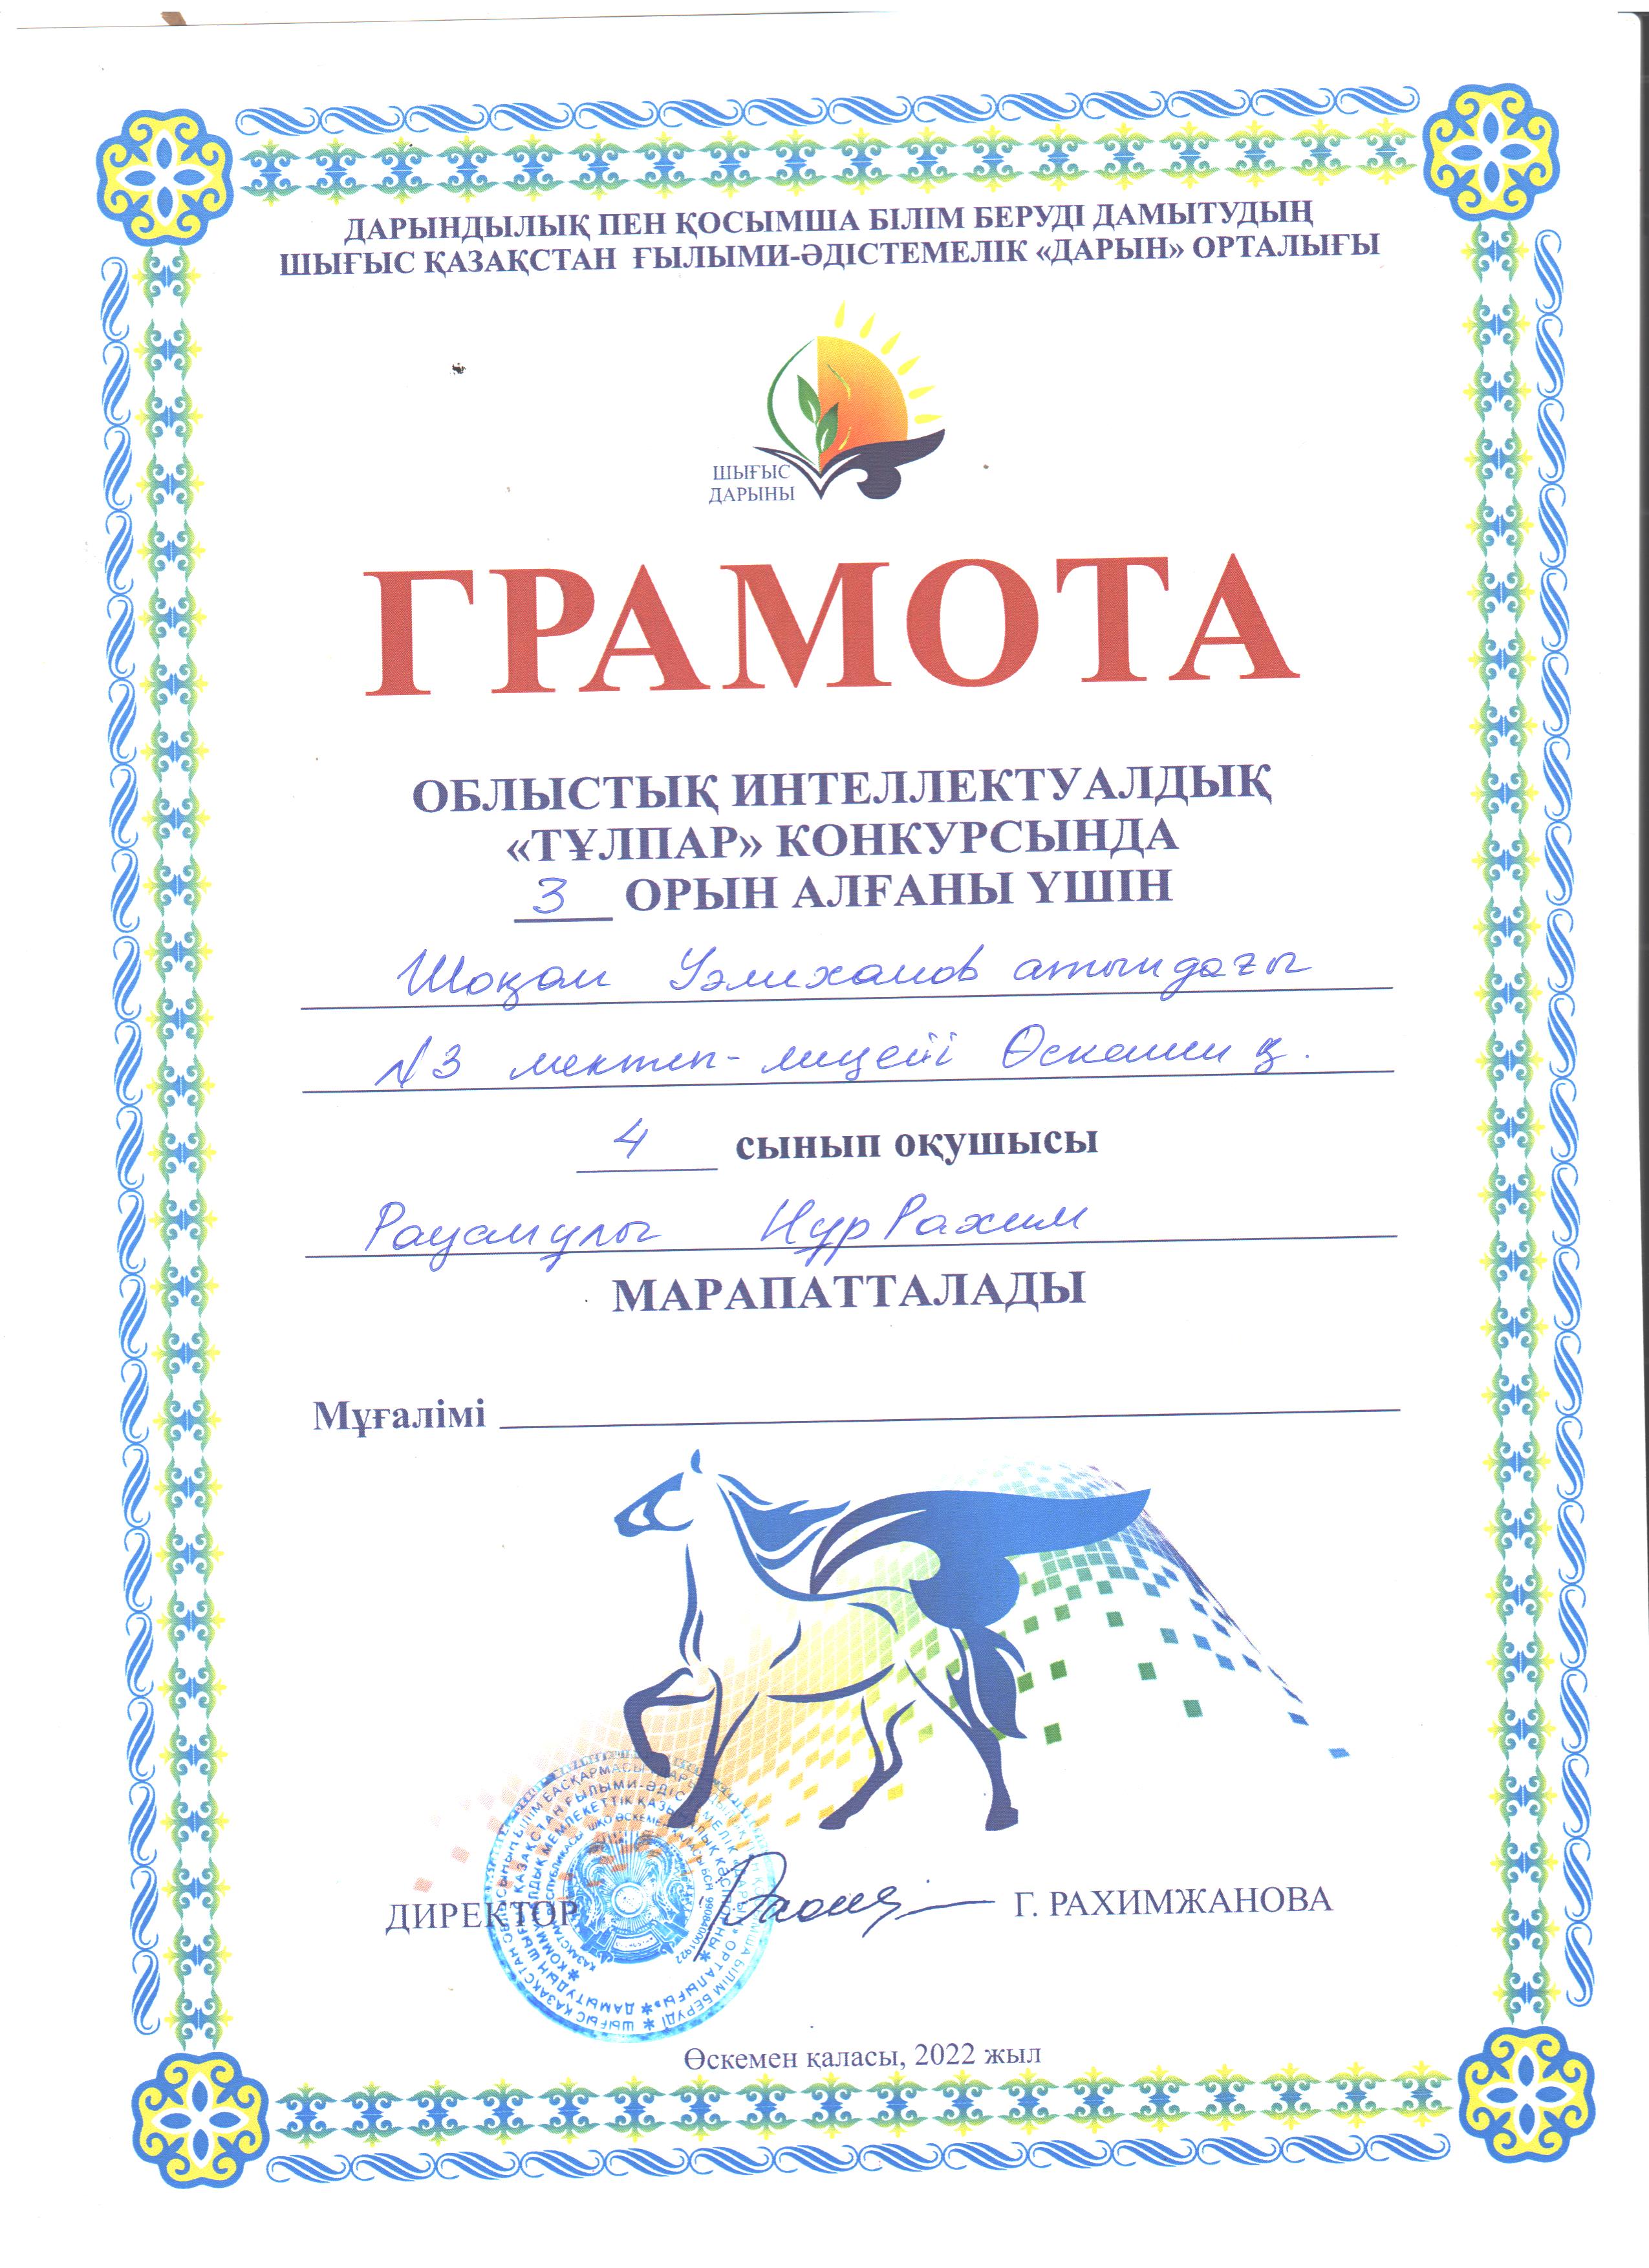 ДАРЫНДЫЛЫҚ ПЕН ҚОСЫМША БІЛІМ БЕРУДІ ДАМЫТУДЫҢ
ШЫҒЫС ҚАЗАҚСТАН ҒЫЛЫМИ-ӘДІСТЕМЕЛІК «ДАРЫН» ОРТАЛЫҒЫ
ШЫҒЫС
ДАРЫНЫ
ГРАМОТА
ОБЛЫСТЫҚ ИНТЕЛЛЕКТУАЛДЫҚ
«ТҰЛПАР» КОНКУРСЫНДА
3 ОРЫН АЛҒАНЫ ҮШІН
Шоқан Уәлиханов атындағы
№3 мектеп-лицейі Өскемен қ.
4 сынып оқушысы
НұрРахим
МАРАПАТТАЛАДЫ
Мұғалімі
ДИРЕКТОР Г. РАХИМЖАНОВА
Өскемен қаласы, 2022 жыл